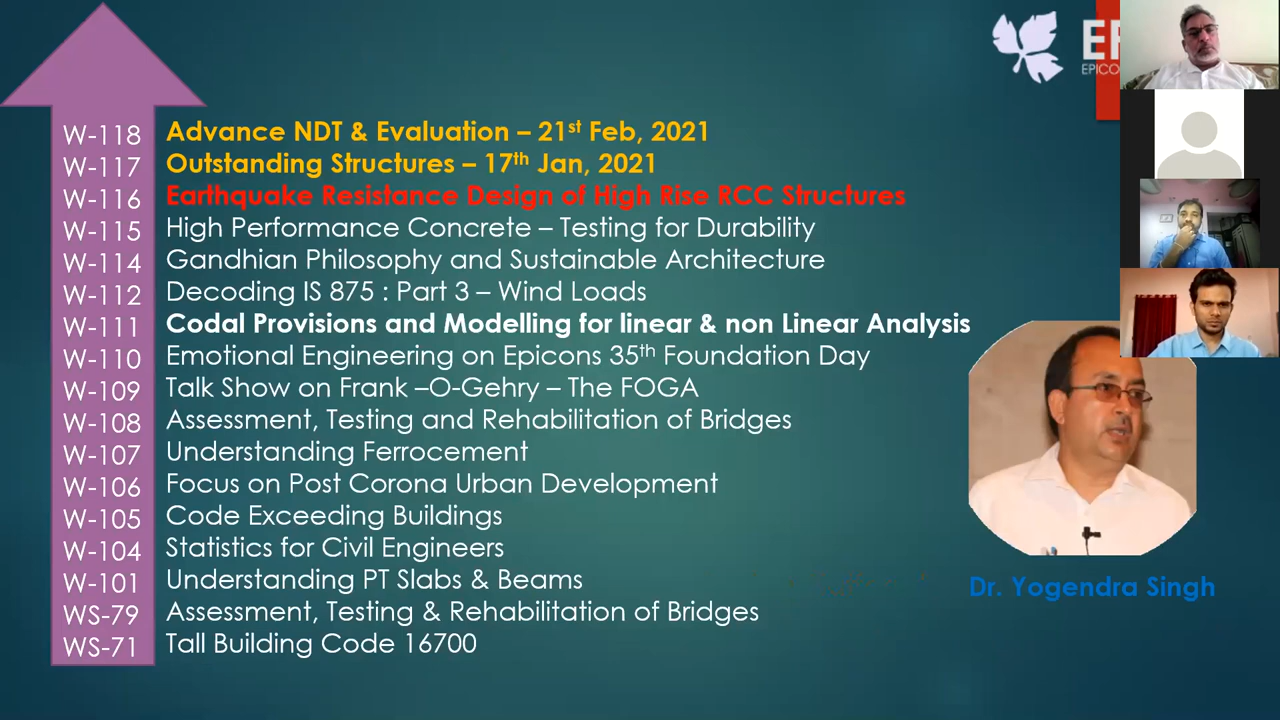 W-118 Advance NDT & Evaluation – 21st Feb, 2021
W-117 Outstanding Structures – 17th Jan, 2021
W-116 Earthquake Resistance Design of High Rise RCC Structures
W-115 High Performance Concrete – Testing for Durability
W-114 Gandhian Philosophy and Sustainable Architecture
W-112 Decoding IS 875 : Part 3 – Wind Loads
W-111 Codal Provisions and Modelling for linear & non Linear Analysis
W-110 Emotional Engineering on Epicons 35th Foundation Day
W-109 Talk Show on Frank –O-Gehry – The FOGA
W-108 Assessment, Testing and Rehabilitation of Bridges
W-107 Understanding Ferrocement
W-106 Focus on Post Corona Urban Development
W-105 Code Exceeding Buildings
W-104 Statistics for Civil Engineers
W-101 Understanding PT Slabs & Beams
WS-79 Assessment, Testing & Rehabilitation of Bridges
WS-71 Tall Building Code 16700
Dr. Yogendra Singh